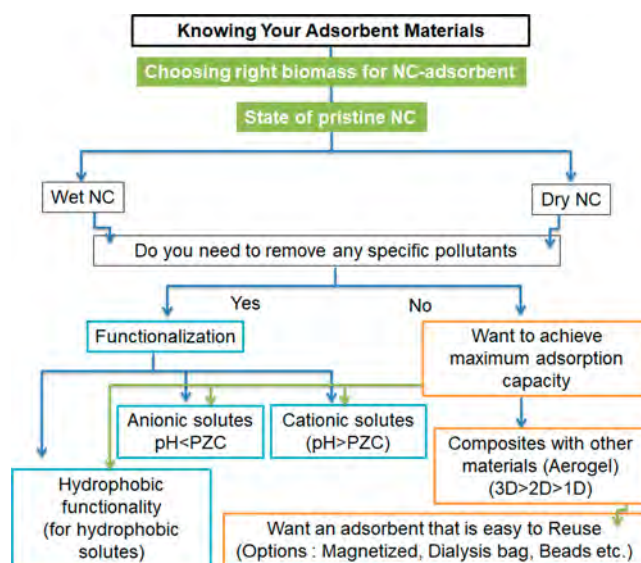 Knowing Your Adsorbent Materials
Choosing right biomass for NC-adsorbent
State of pristine NC
Wet NC
Dry NC
Do you need to remove any specific pollutants
Yes
No
Functionalization
Want to achieve
maximum adsorption
capacity
Anionic solutes
pH<PZC
Cationic solutes
(pH>PZC)
Composites with other
materials (Aerogel)
(3D>2D>1D)
Hydrophobic
functionality
(for hydrophobic
solutes)
Want an adsorbent that is easy to Reuse
(Options : Magnetized, Dialysis bag, Beads etc.)